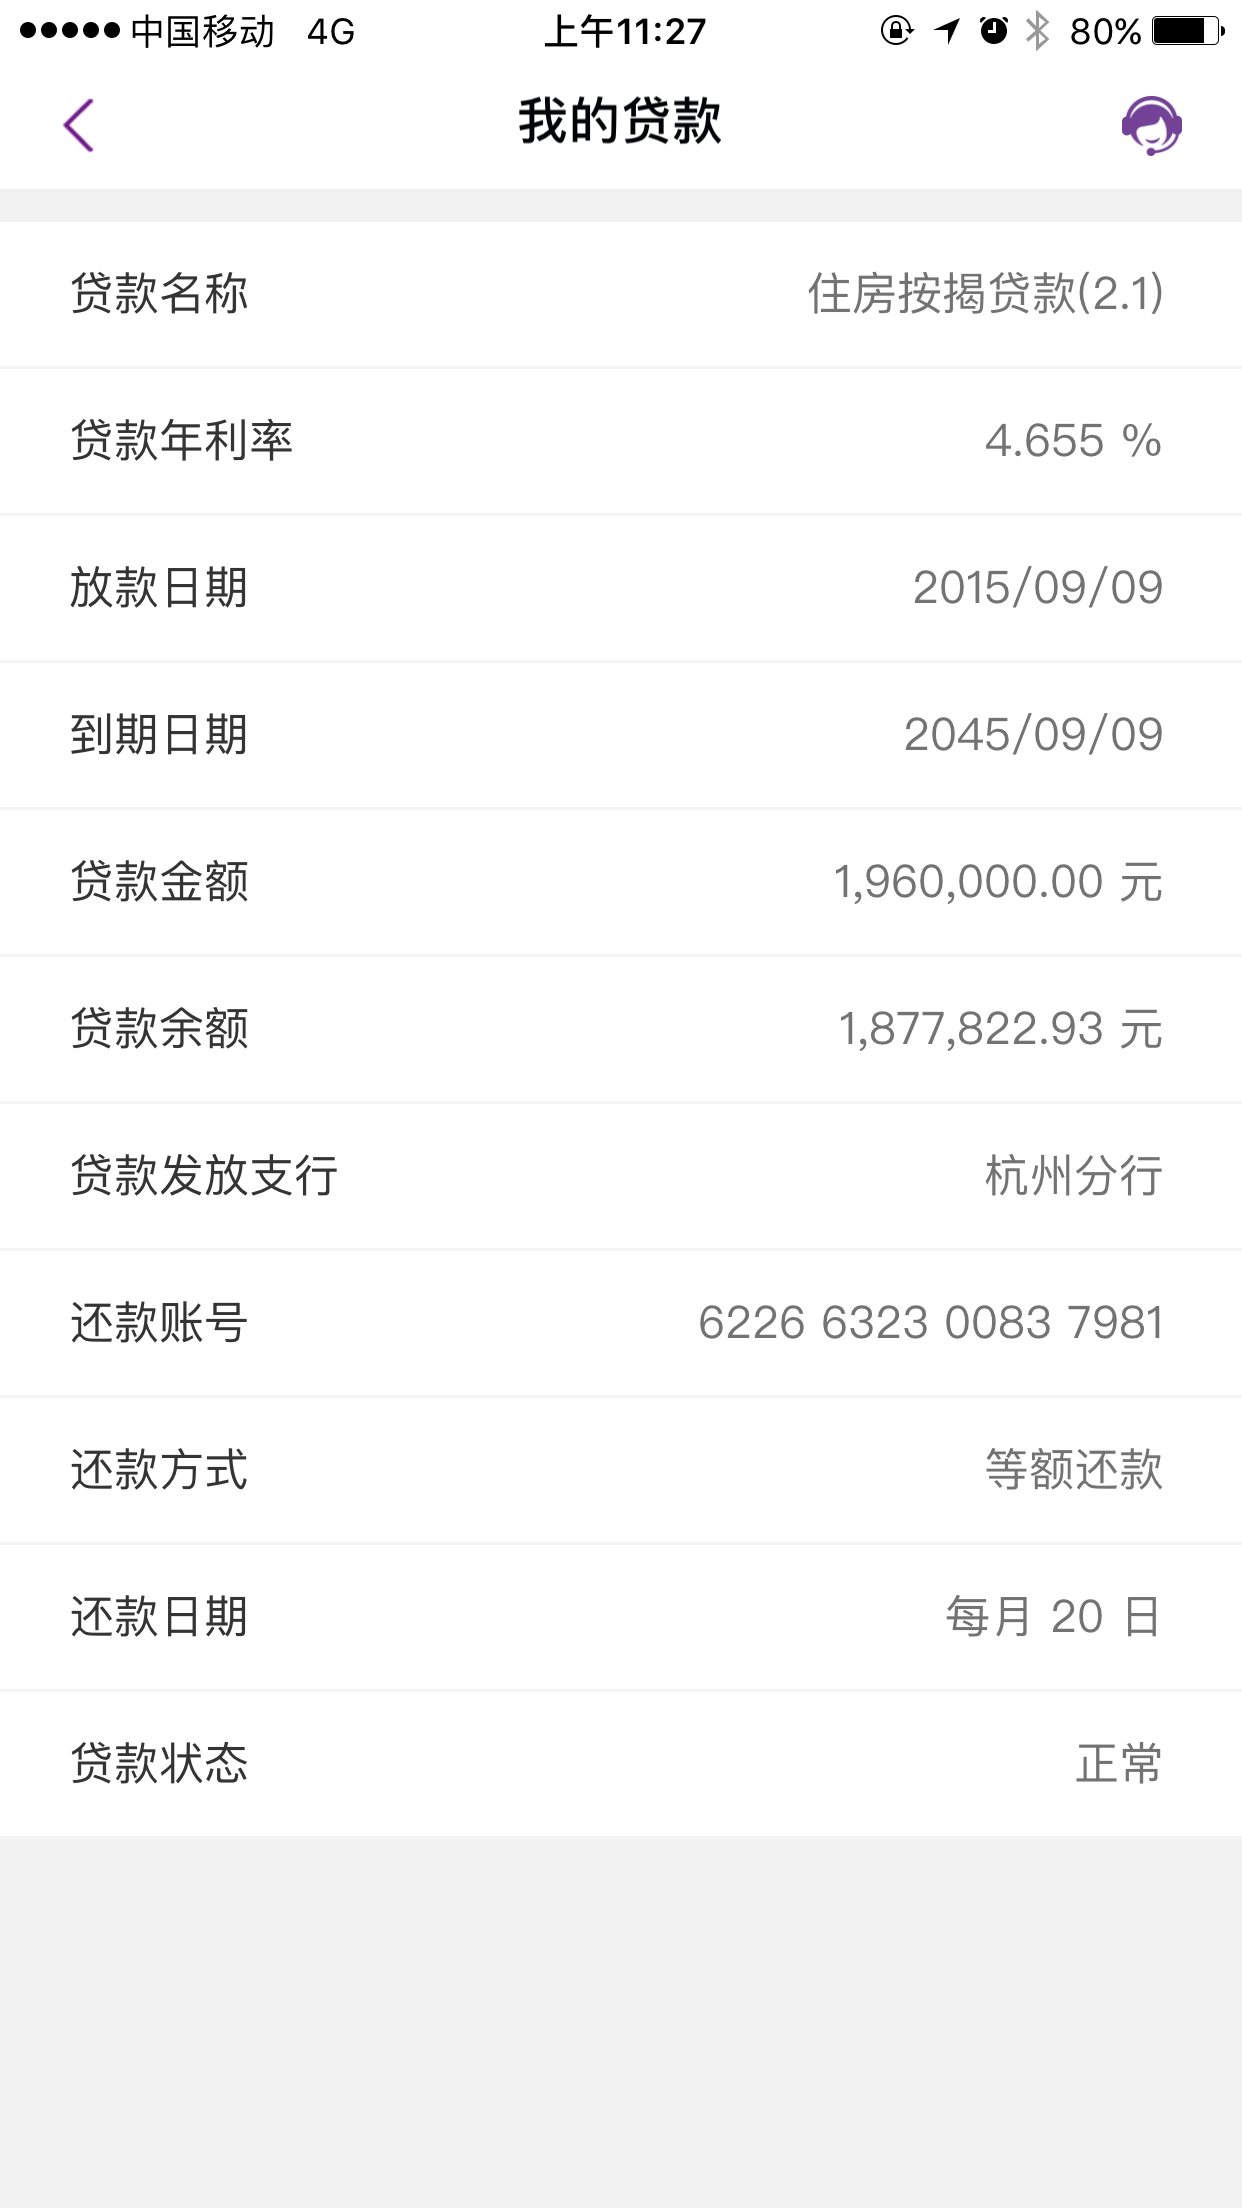 中国移动 4G 上午11:27 80%
我的贷款
贷款名称 住房按揭贷款(2.1)
贷款年利率 4.655 %
放款日期 2015/09/09
到期日期 2045/09/09
贷款金额 1,960,000.00 元
贷款余额 1,877,822.93 元
贷款发放支行 杭州分行
还款账号 6226 6323 0083 7981
还款方式 等额还款
还款日期 每月 20 日
贷款状态 正常